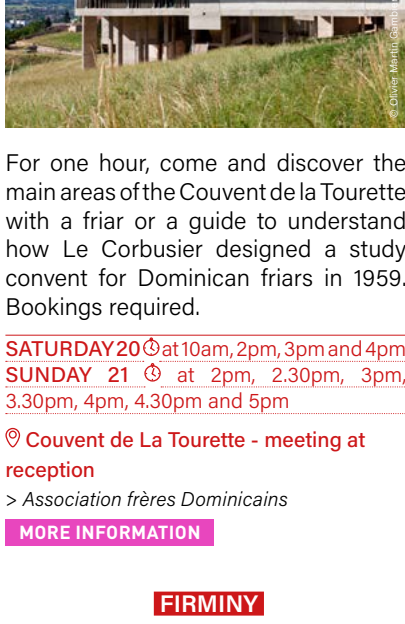 © Olivier Martin Gambier
For one hour, come and discover the
main areas of the Couvent de la Tourette
with a friar or a guide to understand
how Le Corbusier designed a study
convent for Dominican friars in 1959.
Bookings required.
SATURDAY 20 at 10am, 2pm, 3pm and 4pm
SUNDAY 21 at 2pm, 2.30pm, 3pm,
3.30pm, 4pm, 4.30pm and 5pm
Couvent de La Tourette - meeting at
reception
> Association frères Dominicains
MORE INFORMATION
FIRMINY